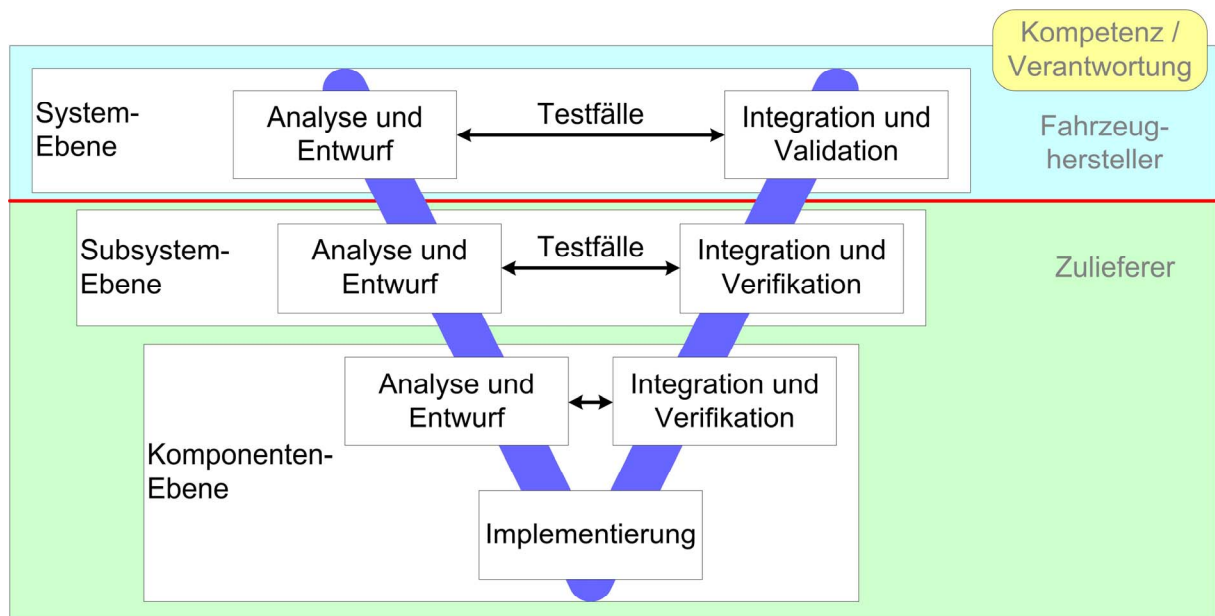 Kompetenz /
Verantwortung
System-
Ebene
Analyse und
Entwurf
Testfälle
Integration und
Validation
Fahrzeug-
hersteller
Subsystem-
Ebene
Analyse und
Entwurf
Testfälle
Integration und
Verifikation
Zulieferer
Komponenten-
Ebene
Analyse und
Entwurf
Integration und
Verifikation
Implementierung